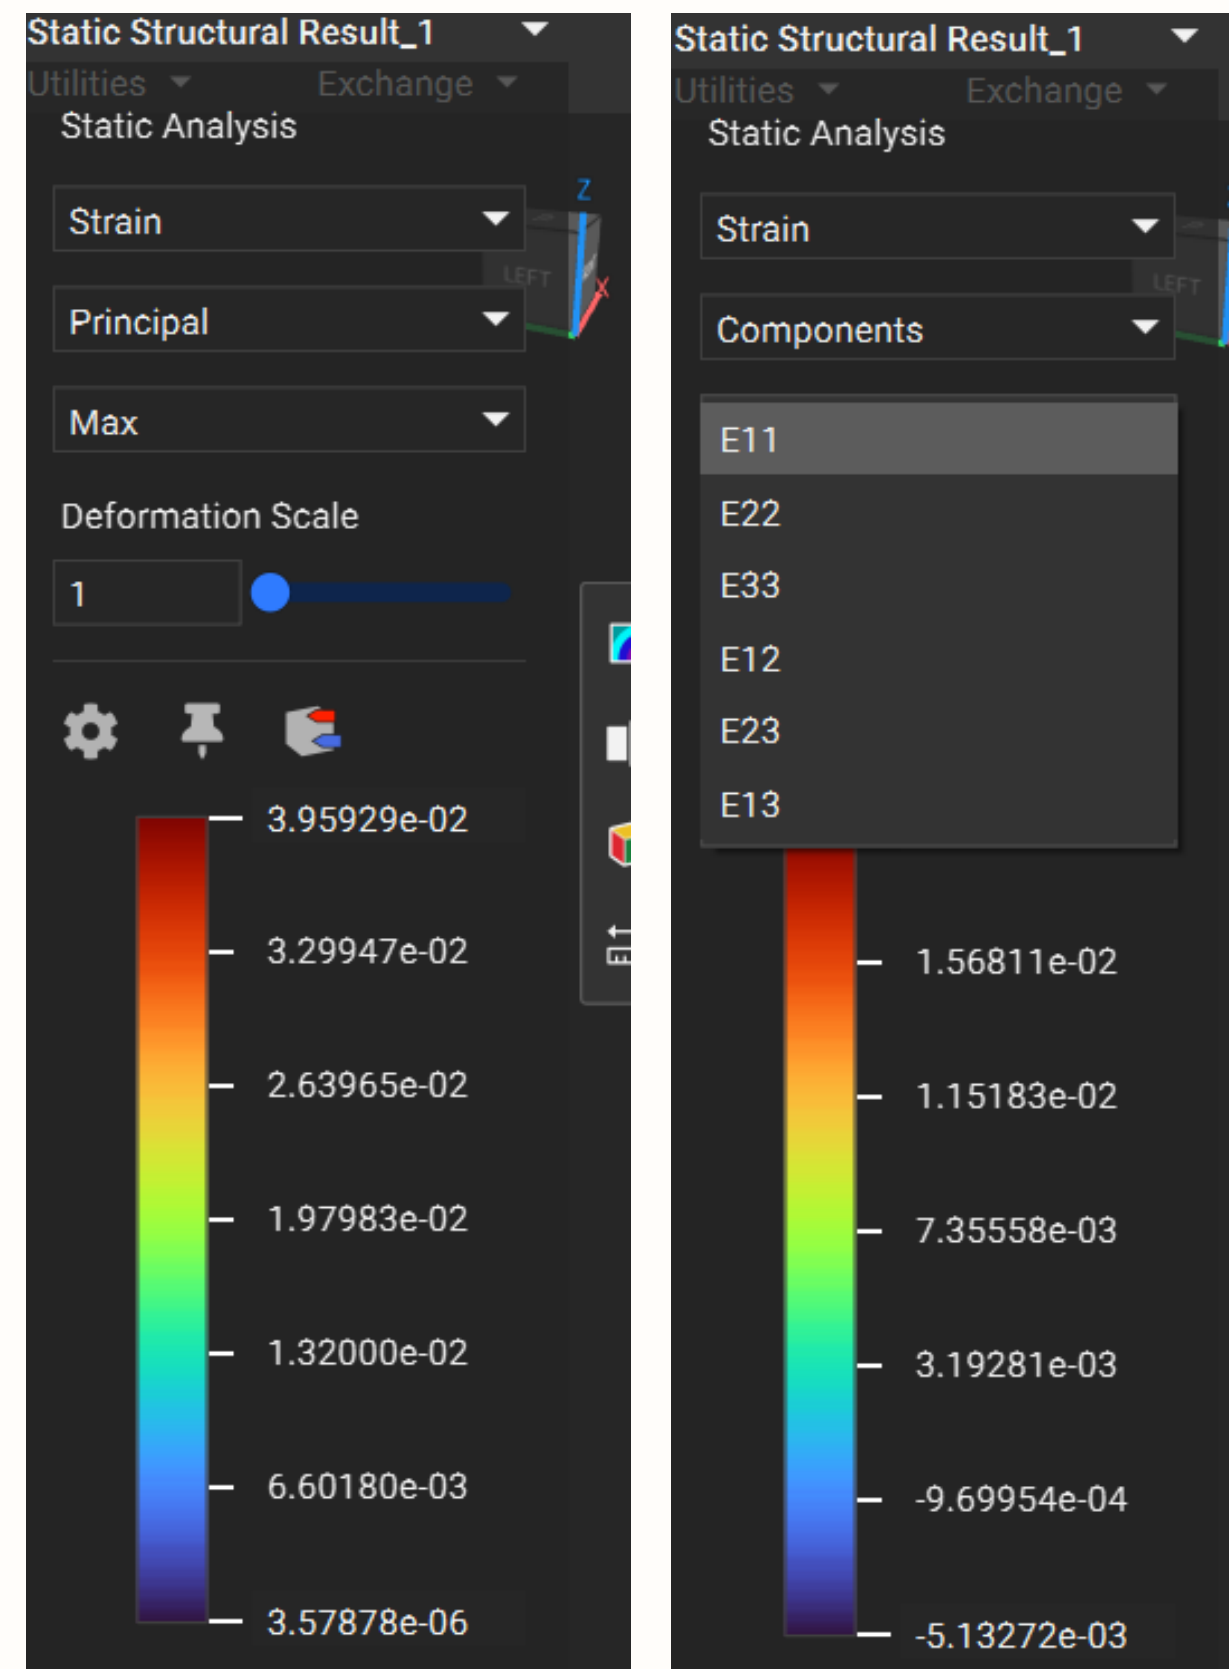 Static Structural Result_1
Utilities
Exchange
Static Analysis
Z
Strain
LEFT
X
Principal
Max
Deformation Scale
1
3.95929e-02
3.29947e-02
2.63965e-02
1.97983e-02
1.32000e-02
6.60180e-03
3.57878e-06
Static Structural Result_1
Utilities
Exchange
Static Analysis
Strain
LEFT
Components
E11
E22
E33
E12
E23
E13
1.56811e-02
1.15183e-02
7.35558e-03
3.19281e-03
-9.69954e-04
-5.13272e-03